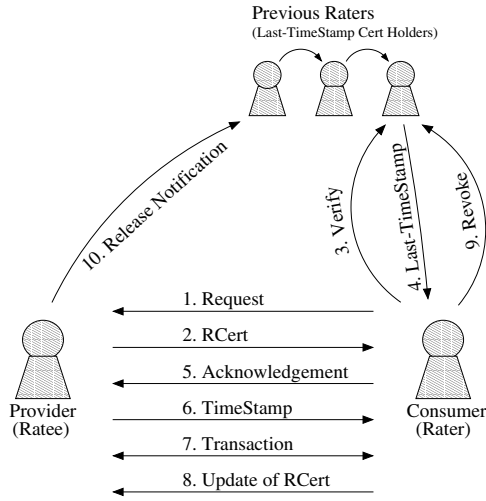 Previous Raters
(Last-TimeStamp Cert Holders)
10. Release Notification
3. Verify
4. Last-TimeStamp
9. Revoke
1. Request
2. RCert
5. Acknowledgement
6. TimeStamp
7. Transaction
8. Update of RCert
Provider
(Ratee)
Consumer
(Rater)